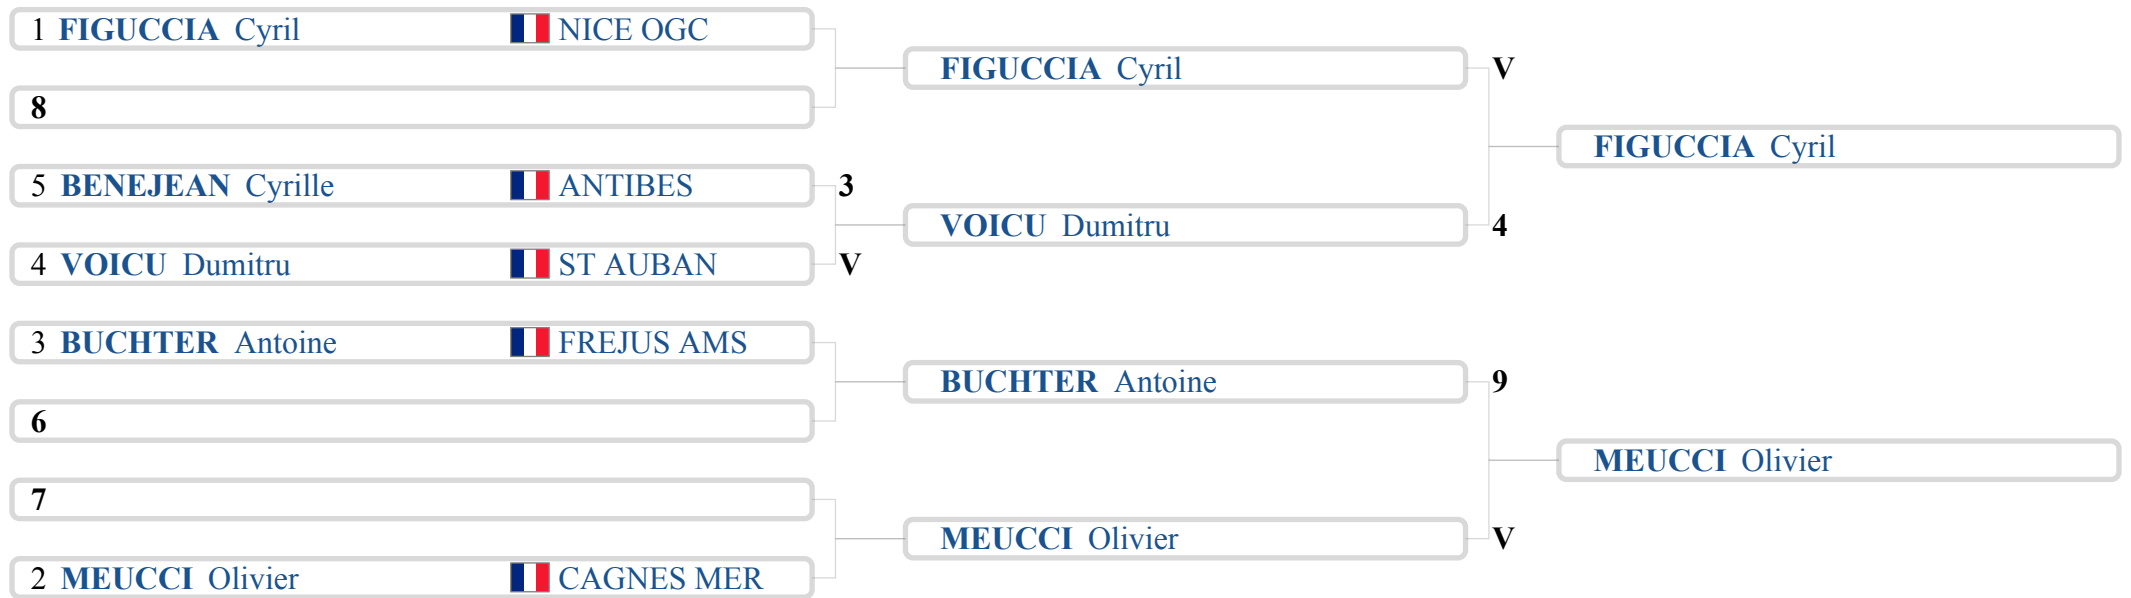 1 FIGUCCIA Cyril NICE OGC
8
5 BENEJEAN Cyrille ANTIBES 3
4 VOICU Dumitru ST AUBAN V
3 BUCHTER Antoine FREJUS AMS
6
7
2 MEUCCI Olivier CAGNES MER
FIGUCCIA Cyril V
VOICU Dumitru 4
BUCHTER Antoine 9
MEUCCI Olivier V
FIGUCCIA Cyril
MEUCCI Olivier